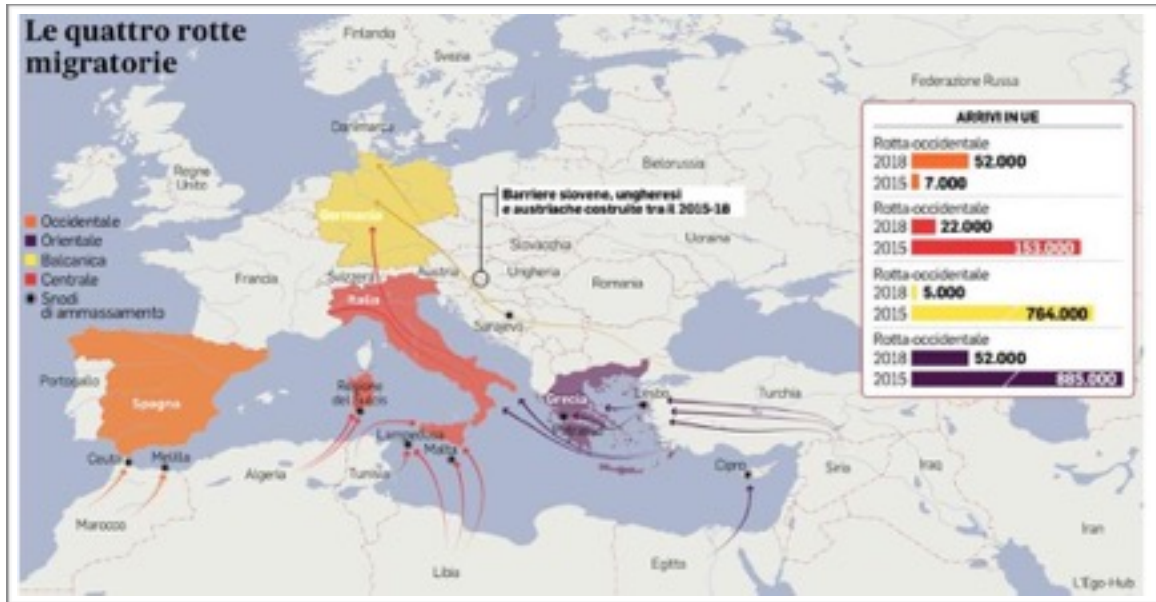 Le quattro rotte
migratorie
Finlandia
Svezia
Federazione Russa
Danimarca
Regno
Unito
Bielorussia
Germania
Barriere slovene, ungheresi
e austriache costruite tra il 2015-18
Occidentale
Orientale
Balcanica
Centrale
Snodi
di ammassamento
Francia
Svizzera
Austria
Slovacchia
Ungheria
Ucraina
Romania
Italia
Sarajevo
Portogallo
Spagna
Grecia
Lesbo
Turchia
Ceuta
Melilla
Algeria
Tunisia
Lampedusa
Malta
Cipro
Siria
Iraq
Marocco
Libia
Egitto
Iran
L'Ego-Hub
ARRIVI IN UE
Rotta occidentale
2018 52.000
2015 7.000
Rotta occidentale
2018 22.000
2015 153.000
Rotta occidentale
2018 5.000
2015 764.000
Rotta occidentale
2018 52.000
2015 885.000